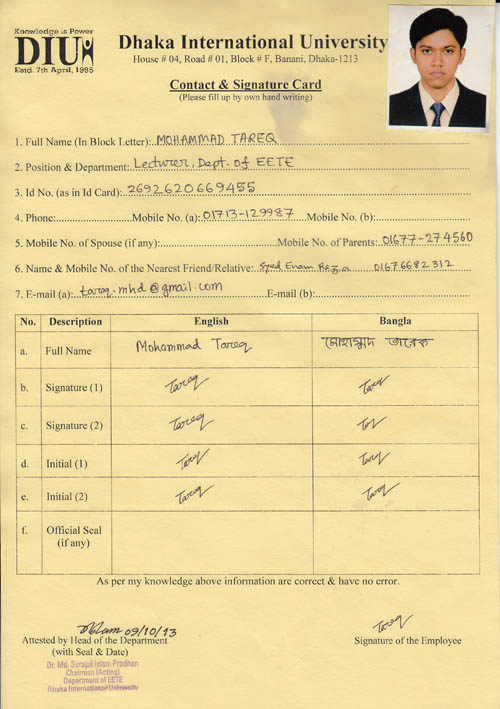 Knowledge is Power
DIU
Estd. 7th April, 1995
Dhaka International University
House # 04, Road # 01, Block # F, Banani, Dhaka-1213
Contact & Signature Card
(Please fill up by own hand writing)
1. Full Name (In Block Letter): MOHAMMAD TAREQ
2. Position & Department: Lecturer, Dept. of EETE
3. Id No. (as in Id Card): 2692620669455
4. Phone: Mobile No. (a): 01713-129987 Mobile No. (b):
5. Mobile No. of Spouse (if any): Mobile No. of Parents: 01677-274560
6. Name & Mobile No. of the Nearest Friend/Relative: Syed Enam Reza 01676682312
7. E-mail (a): tareq.mhd@gmail.com E-mail (b):
No. Description English Bangla
a. Full Name Mohammad Tareq মোহাম্মাদ তারেক
b. Signature (1) Tareq Tareq
c. Signature (2) Tareq
d. Initial (1) Tareq Tareq
e. Initial (2) Tareq Tareq
f. Official Seal
(if any)
As per my knowledge above information are correct & have no error.
09/10/13
Attested by Head of the Department
(with Seal & Date)
Dr. Md. Serajul Islam Prodhan
Chairman (Acting)
Department of EETE
Dhaka International University
Tareq
Signature of the Employee